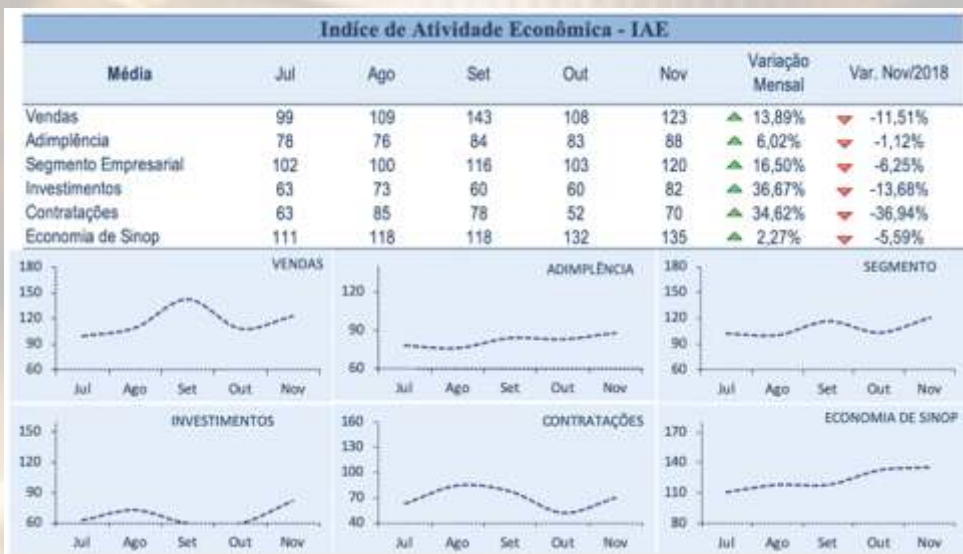 Indíce de Atividade Econômica - IAE
Média Jul Ago Set Out Nov Variação Mensal Var. Nov/2018
Vendas 99 109 143 108 123 13,89% -11,51%
Adimplência 78 76 84 83 88 6,02% -1,12%
Segmento Empresarial 102 100 116 103 120 16,50% -6,25%
Investimentos 63 73 60 60 82 36,67% -13,68%
Contratações 63 85 78 52 70 34,62% -36,94%
Economia de Sinop 111 118 118 132 135 2,27% -5,59%
VENDAS
180
150
120
90
60
Jul Ago Set Out Nov
ADIMPLÊNCIA
120
90
60
Jul Ago Set Out Nov
SEGMENTO
180
150
120
90
60
Jul Ago Set Out Nov
INVESTIMENTOS
150
120
90
60
Jul Ago Set Out Nov
CONTRATAÇÕES
160
130
100
70
40
Jul Ago Set Out Nov
ECONOMIA DE SINOP
170
140
110
80
Jul Ago Set Out Nov